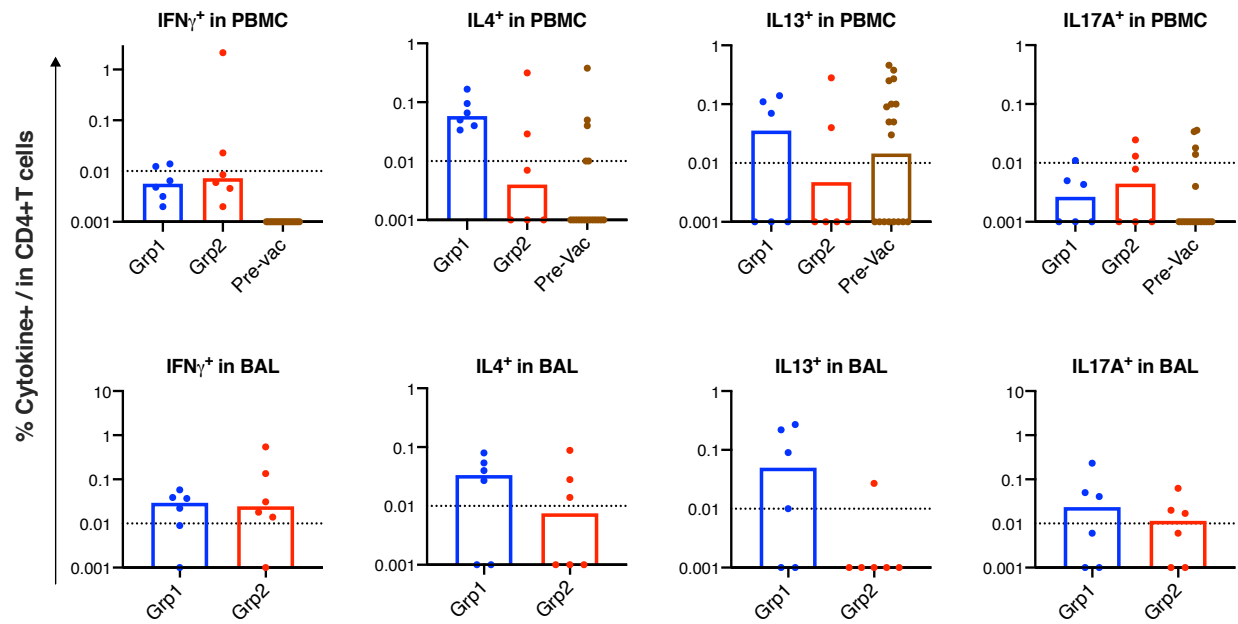 % Cytokine+ / in CD4+T cells
IFNγ⁺ in PBMC
1
0.1
0.01
0.001
Grp1
Grp2
Pre-vac
IL4⁺ in PBMC
1
0.1
0.01
0.001
Grp1
Grp2
Pre-Vac
IL13⁺ in PBMC
1
0.1
0.01
0.001
Grp1
Grp2
Pre-Vac
IL17A⁺ in PBMC
1
0.1
0.01
0.001
Grp1
Grp2
Pre-Vac
IFNγ⁺ in BAL
10
1
0.1
0.01
0.001
Grp1
Grp2
IL4⁺ in BAL
1
0.1
0.01
0.001
Grp1
Grp2
IL13⁺ in BAL
1
0.1
0.01
0.001
Grp1
Grp2
IL17A⁺ in BAL
10
1
0.1
0.01
0.001
Grp1
Grp2